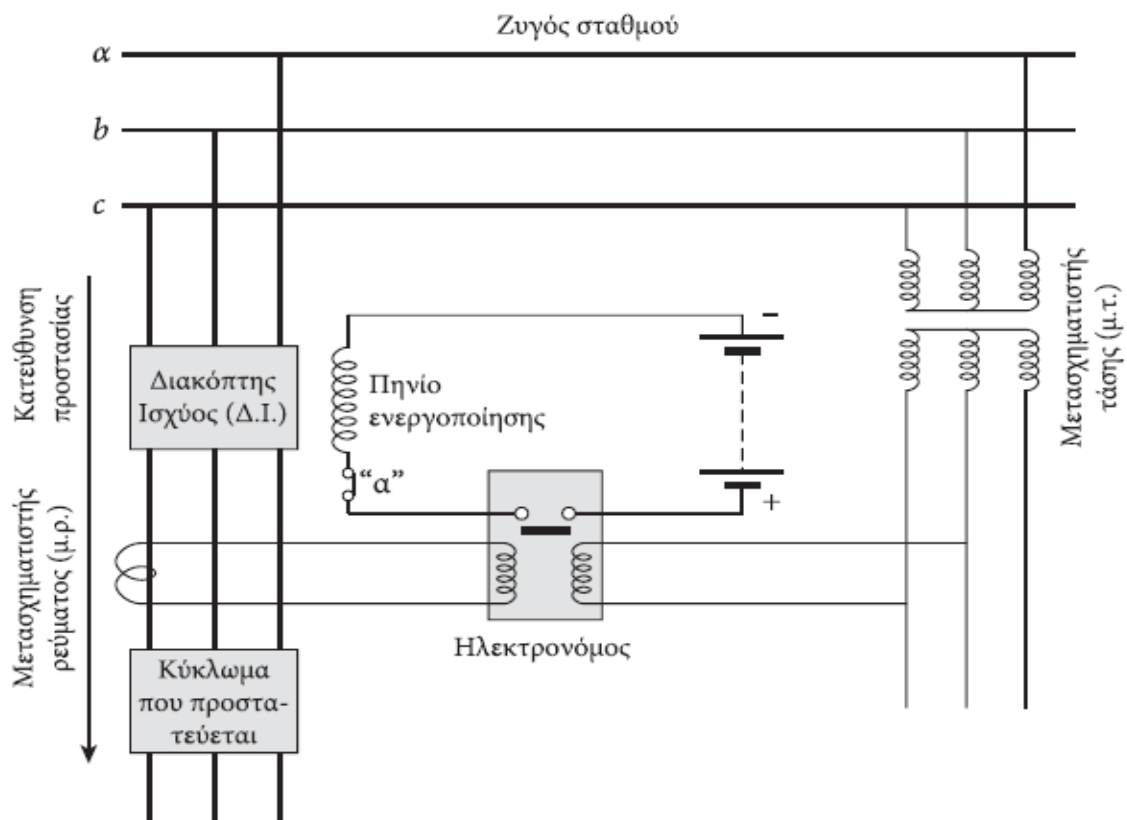 Ζυγός σταθμού
α
b
c
Κατεύθυνση
προστασίας
Διακόπτης
Ισχύος (Δ.Ι.)
Πηνίο
ενεργοποίησης
“α”
−
+
Μετασχηματιστής
τάσης (μ.τ.)
Μετασχηματιστής
ρεύματος (μ.ρ.)
Ηλεκτρονόμος
Κύκλωμα
που προστα-
τεύεται